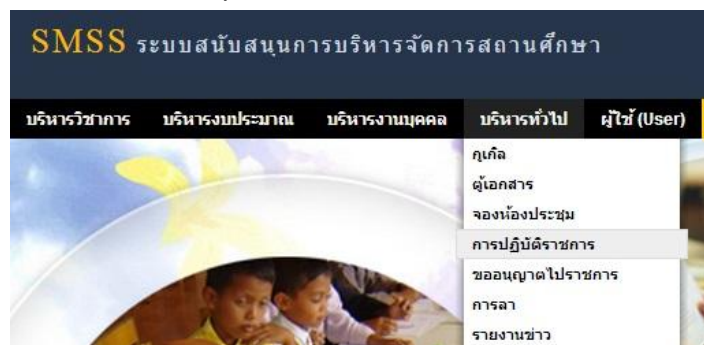 SMSS ระบบสนับสนุนการบริหารจัดการสถานศึกษา
บริหารวิชาการ บริหารงบประมาณ บริหารงานบุคคล บริหารทั่วไป ผู้ใช้ (User)
กูเกิล
ตู้เอกสาร
จองห้องประชุม
การปฏิบัติราชการ
ขออนุญาตไปราชการ
การลา
รายงานข่าว